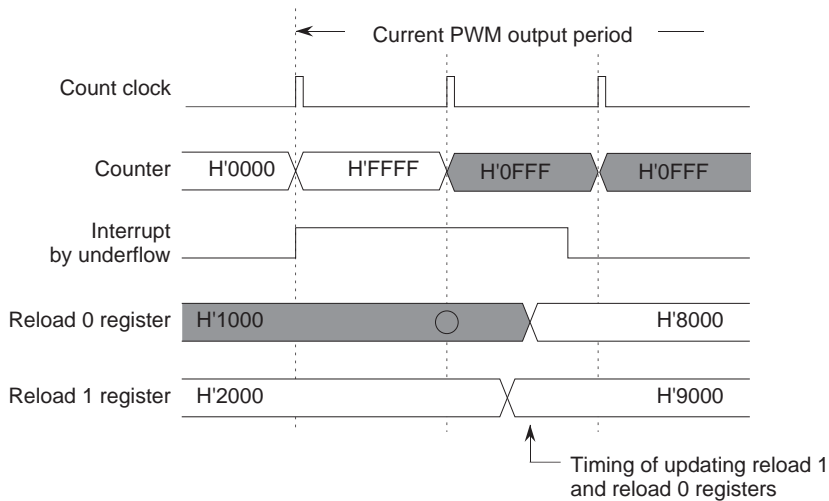 Current PWM output period
Count clock
Counter H'0000 H'FFFF H'0FFF H'0FFF
Interrupt
by underflow
Reload 0 register H'1000 H'8000
Reload 1 register H'2000 H'9000
Timing of updating reload 1
and reload 0 registers